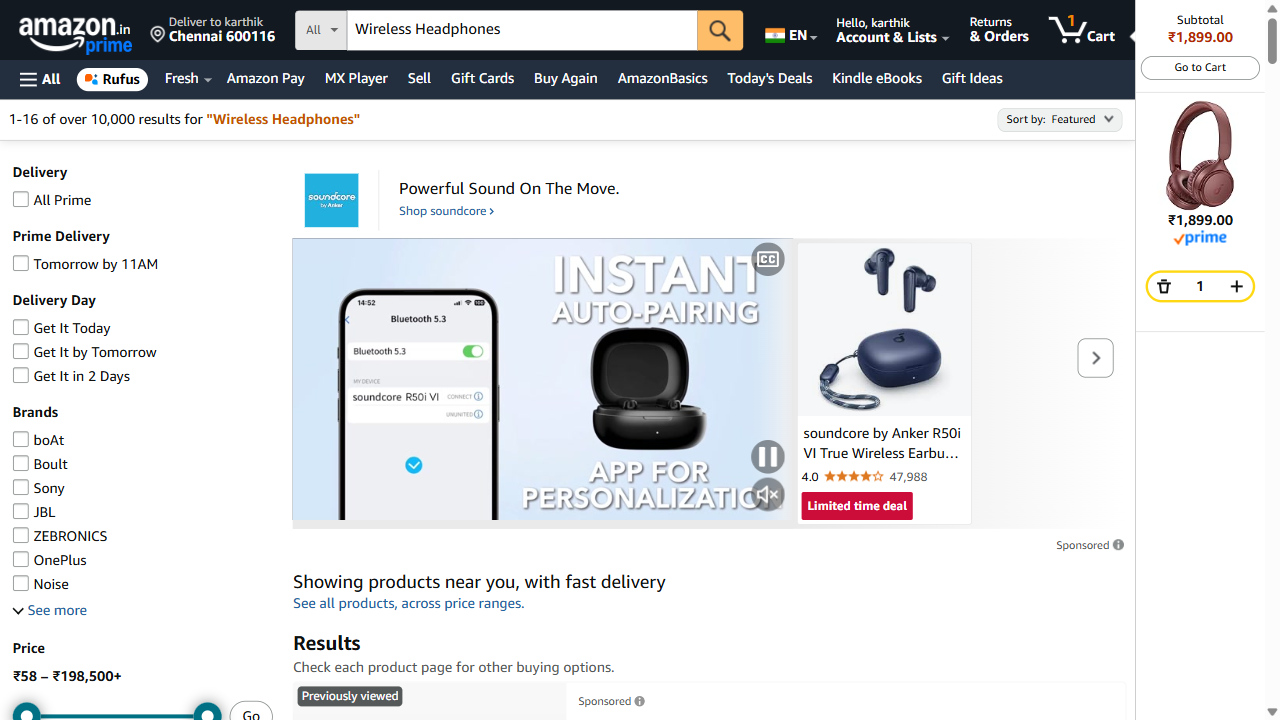 amazon.in
prime
Deliver to karthik
Chennai 600116
All
Wireless Headphones
EN
Hello, karthik
Account & Lists
Returns
& Orders
1
Cart
Subtotal
₹1,899.00
Go to Cart
All
Rufus
Fresh
Amazon Pay
MX Player
Sell
Gift Cards
Buy Again
AmazonBasics
Today's Deals
Kindle eBooks
Gift Ideas
1-16 of over 10,000 results for "Wireless Headphones"
Sort by: Featured
₹1,899.00
prime
1
Delivery
All Prime
Prime Delivery
Tomorrow by 11AM
Delivery Day
Get It Today
Get It by Tomorrow
Get It in 2 Days
Brands
boAt
Boult
Sony
JBL
ZEBRONICS
OnePlus
Noise
See more
Price
₹58 – ₹198,500+
Go
soundcore
by Anker
Powerful Sound On The Move.
Shop soundcore ›
14:52
Bluetooth 5.3
Bluetooth 5.3
MY DEVICE
soundcore R50i VI CONNECT
UNLIMITED
INSTANT
AUTO-PAIRING
CC
APP FOR
PERSONALIZATIO
soundcore by Anker R50i
VI True Wireless Earbu…
4.0 47,988
Limited time deal
Sponsored
Showing products near you, with fast delivery
See all products, across price ranges.
Results
Check each product page for other buying options.
Previously viewed
Sponsored